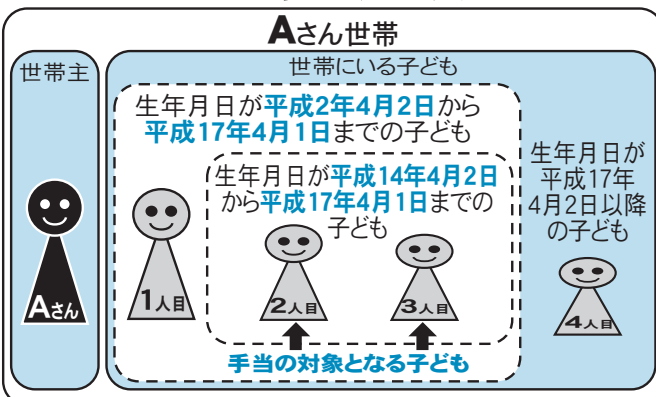 Aさん世帯
世帯主
世帯にいる子ども
生年月日が平成2年4月2日から
平成17年4月1日までの子ども
生年月日が平成14年4月2日
から平成17年4月1日までの
子ども
生年月日が
平成17年
4月2日以降
の子ども
Aさん
1人目
2人目
3人目
4人目
手当の対象となる子ども